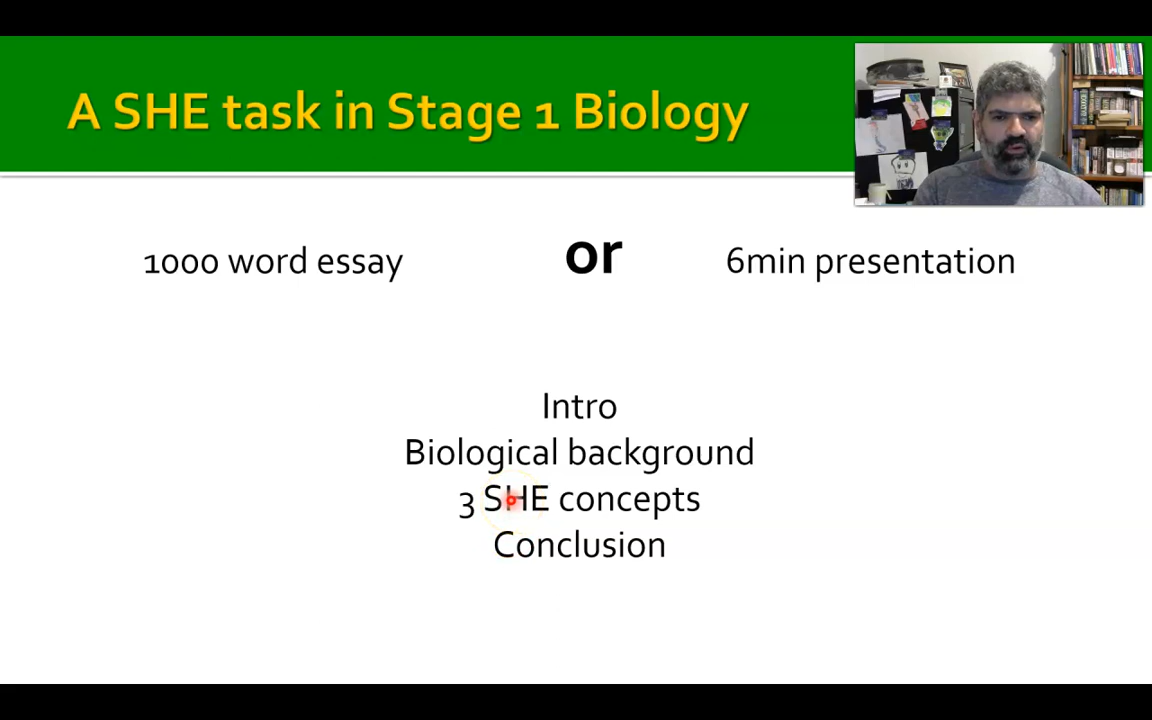 A SHE task in Stage 1 Biology
1000 word essay or 6min presentation
Intro
Biological background
3 SHE concepts
Conclusion